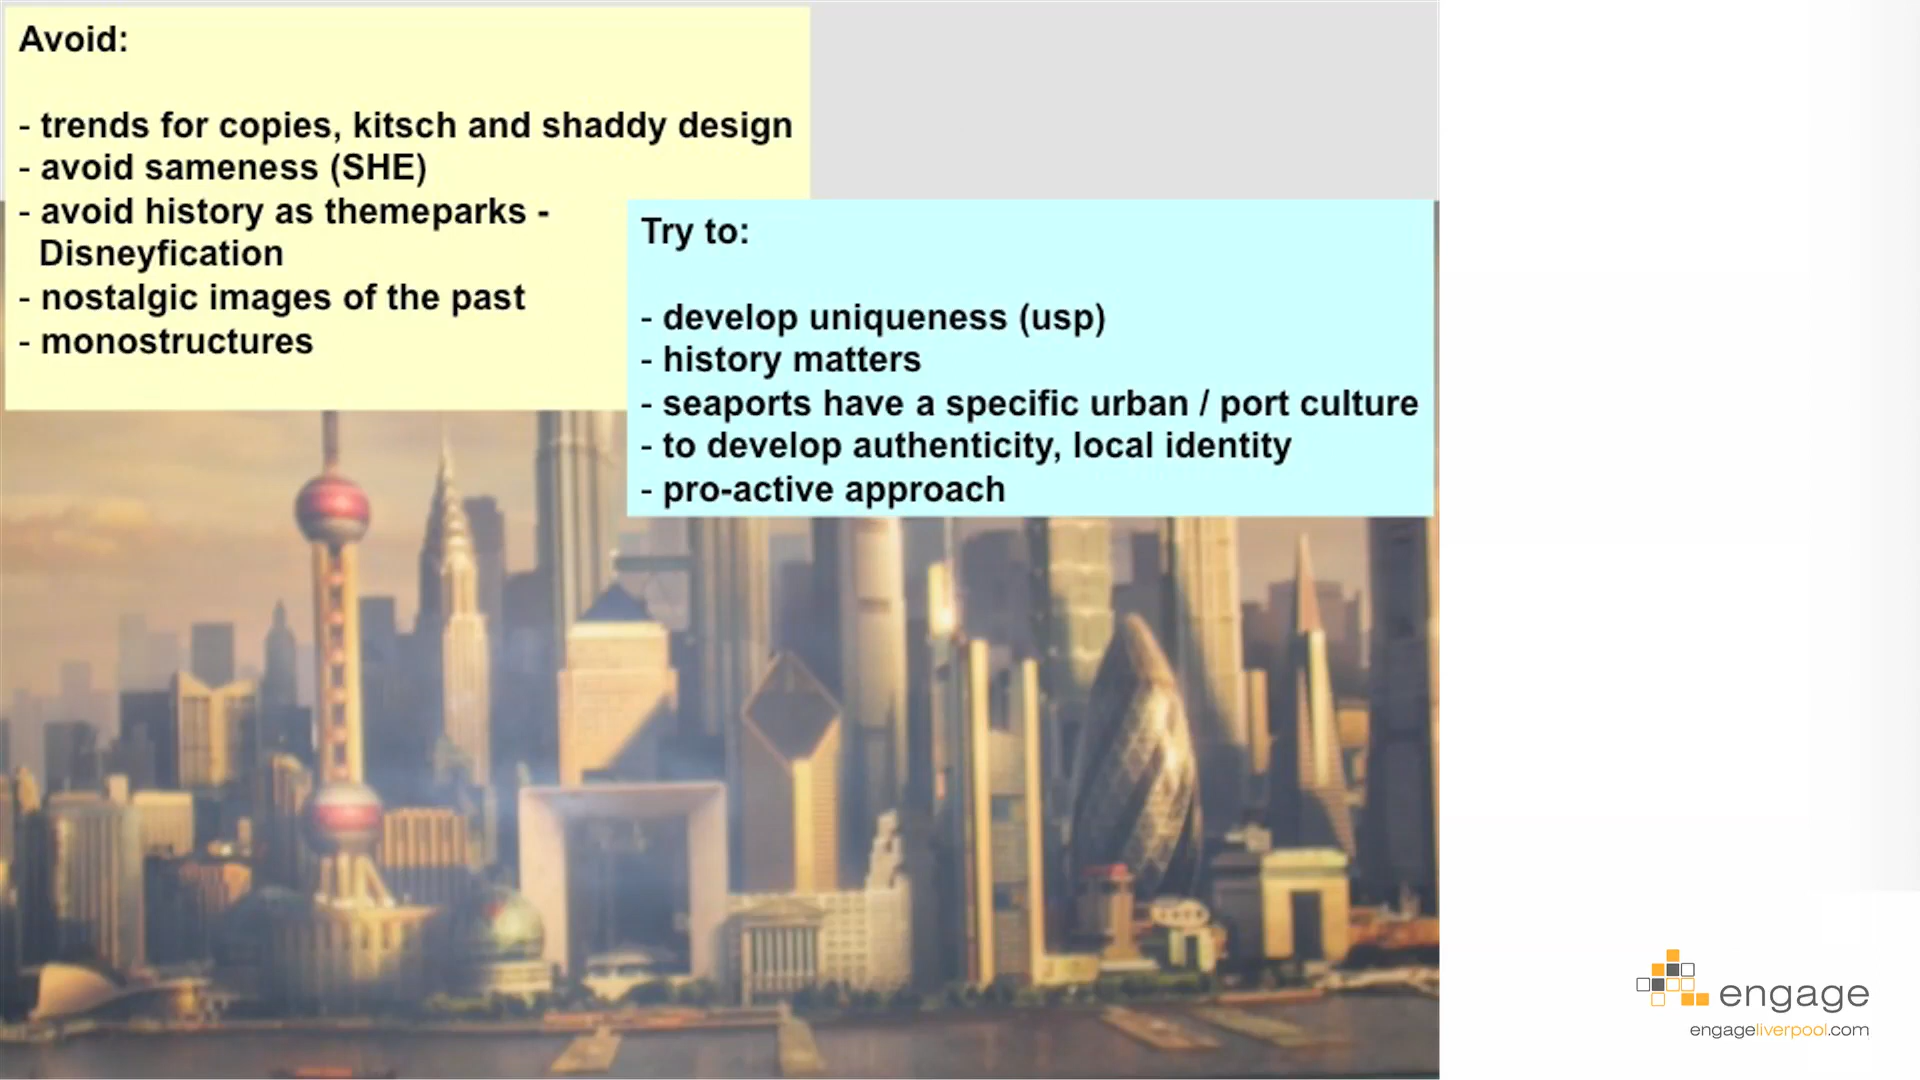 Avoid:
- trends for copies, kitsch and shaddy design
- avoid sameness (SHE)
- avoid history as themeparks -
Disneyfication
- nostalgic images of the past
- monostructures
Try to:
- develop uniqueness (usp)
- history matters
- seaports have a specific urban / port culture
- to develop authenticity, local identity
- pro-active approach
engage
engageliverpool.com